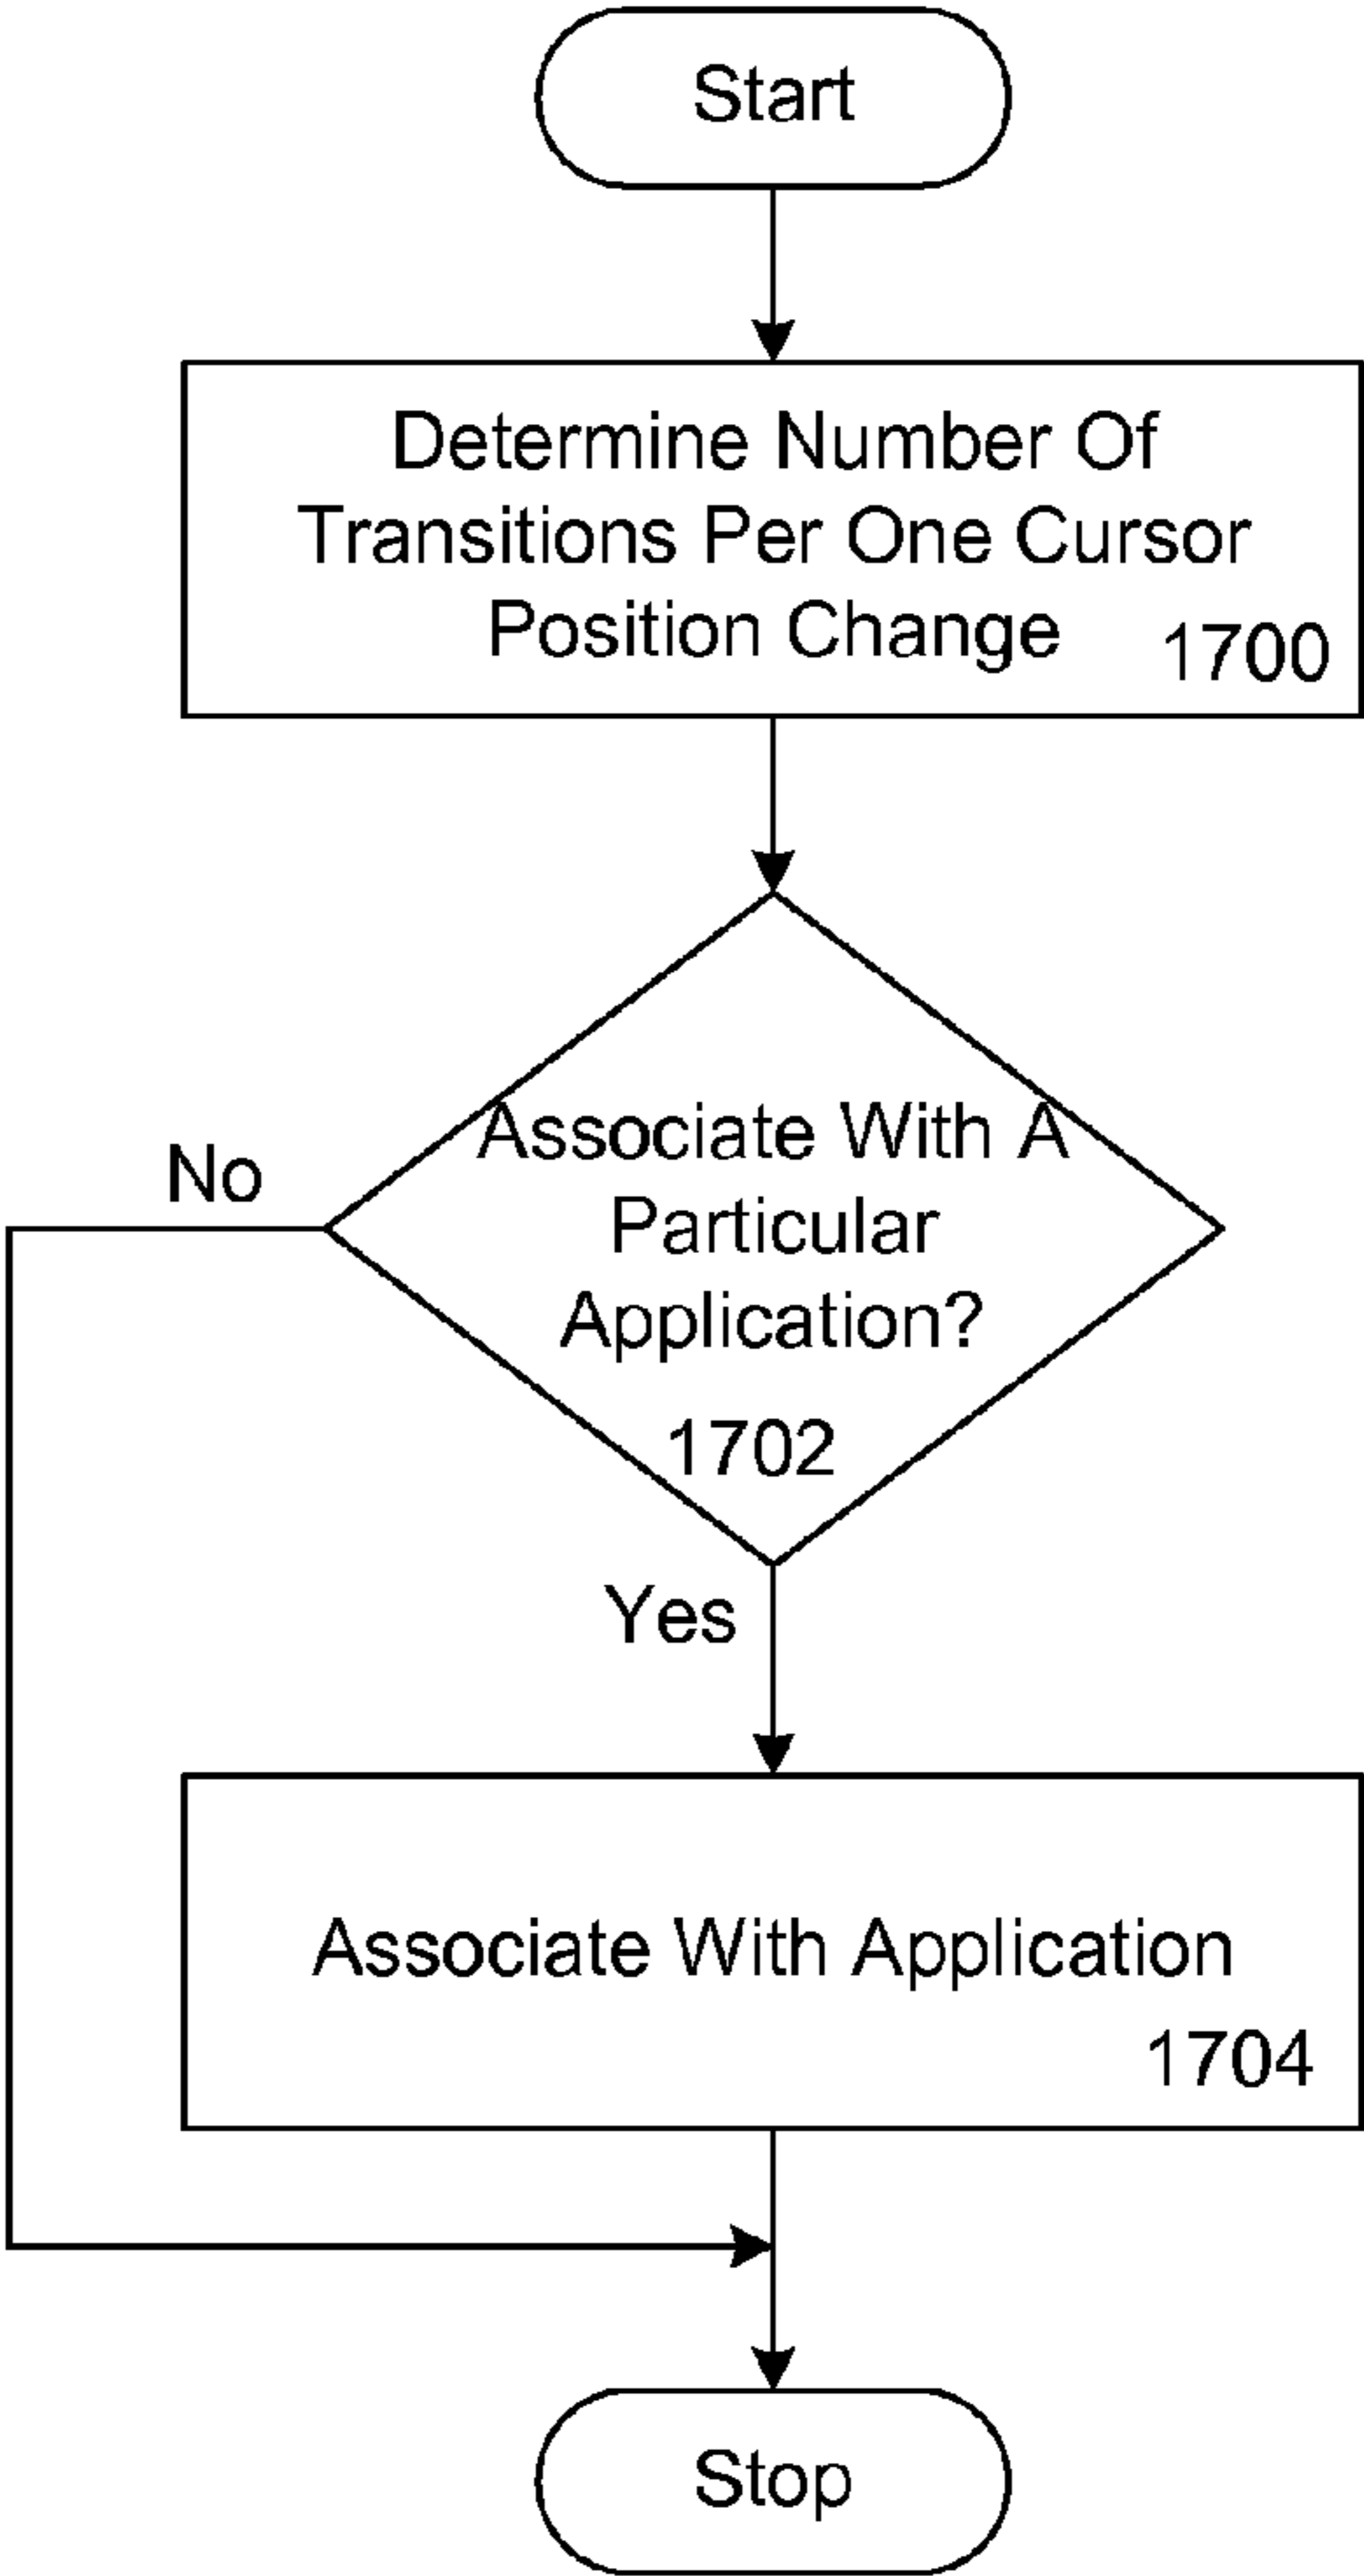 Start
Determine Number Of
Transitions Per One Cursor
Position Change
1700
Associate With A
Particular
Application?
1702
No
Yes
Associate With Application
1704
Stop